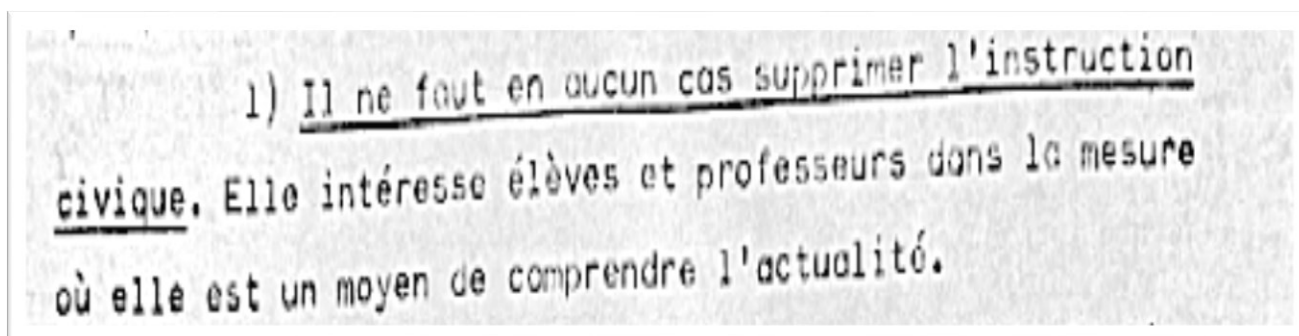 1) Il ne faut en aucun cas supprimer l'instruction
civique. Elle intéresse élèves et professeurs dans la mesure
où elle est un moyen de comprendre l'actualité.